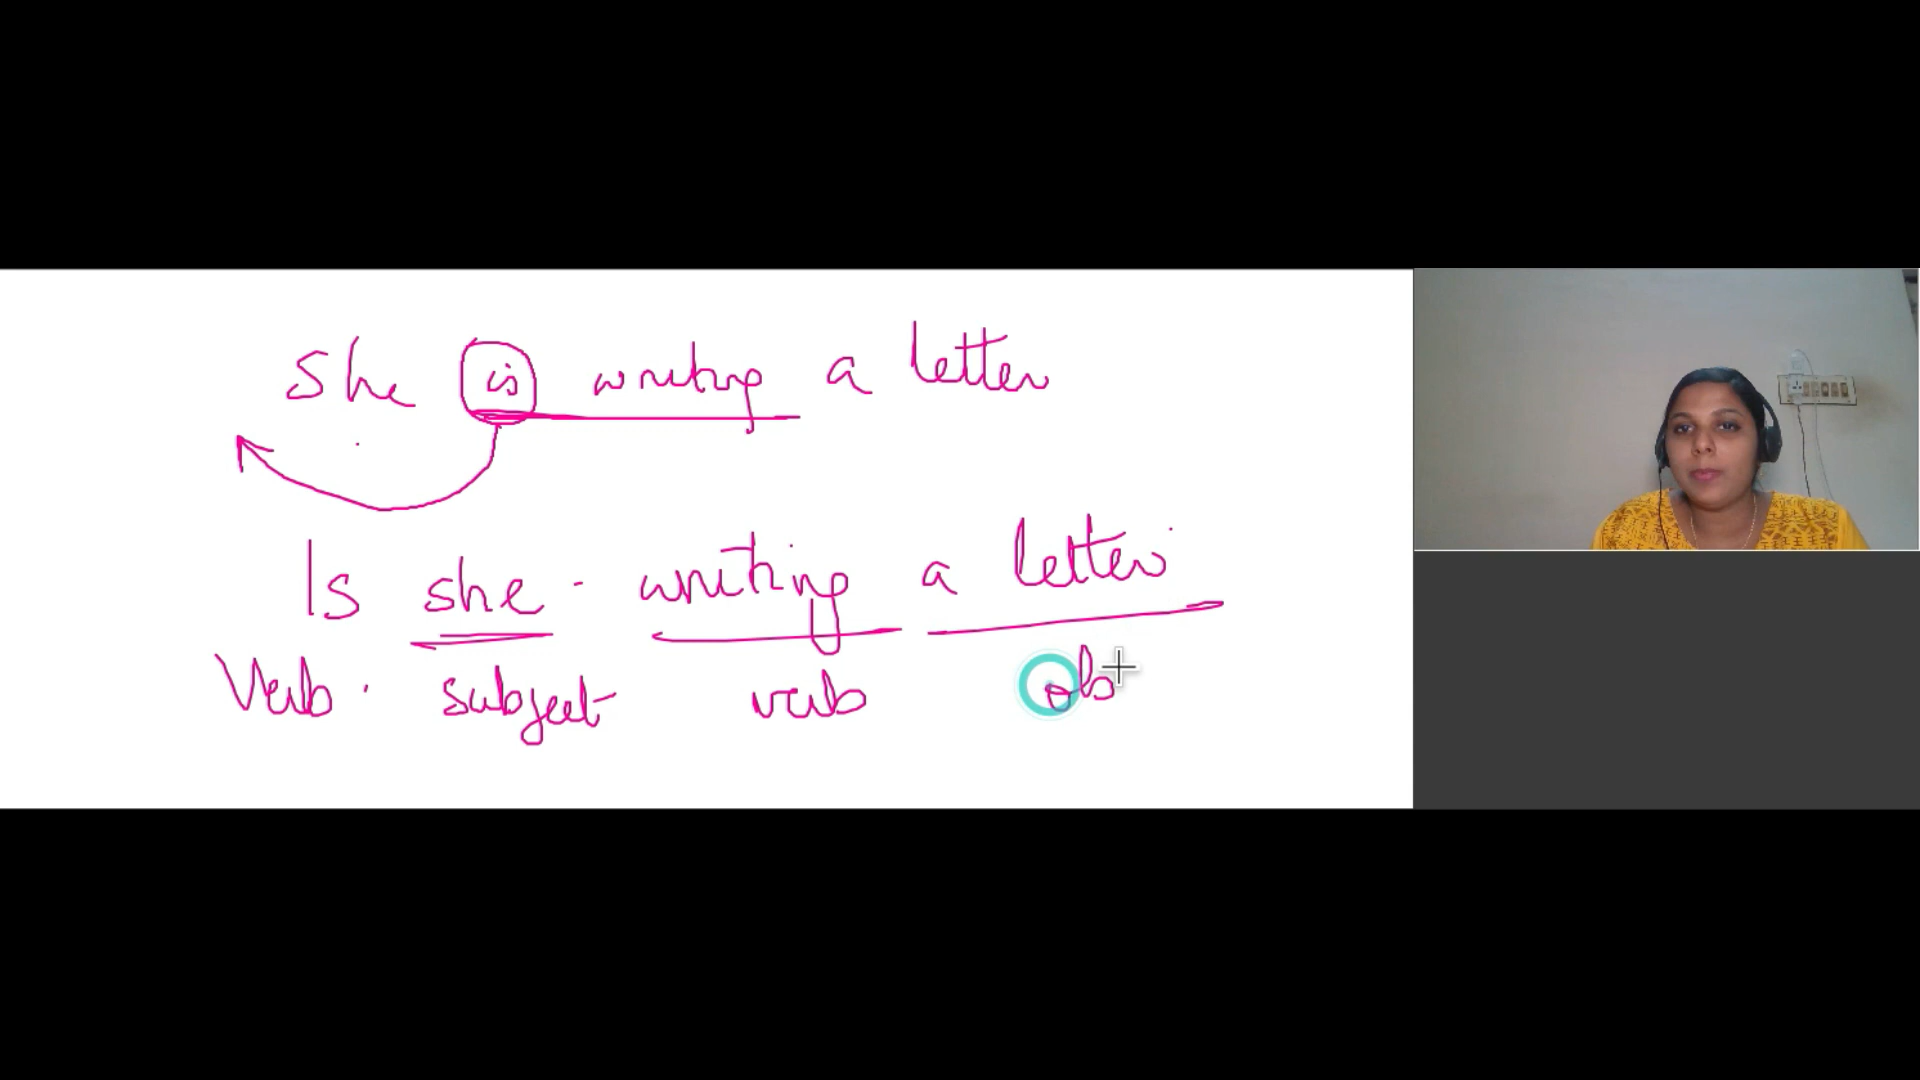 She is writing a letter
Is she writing a letter
Verb subject verb ob